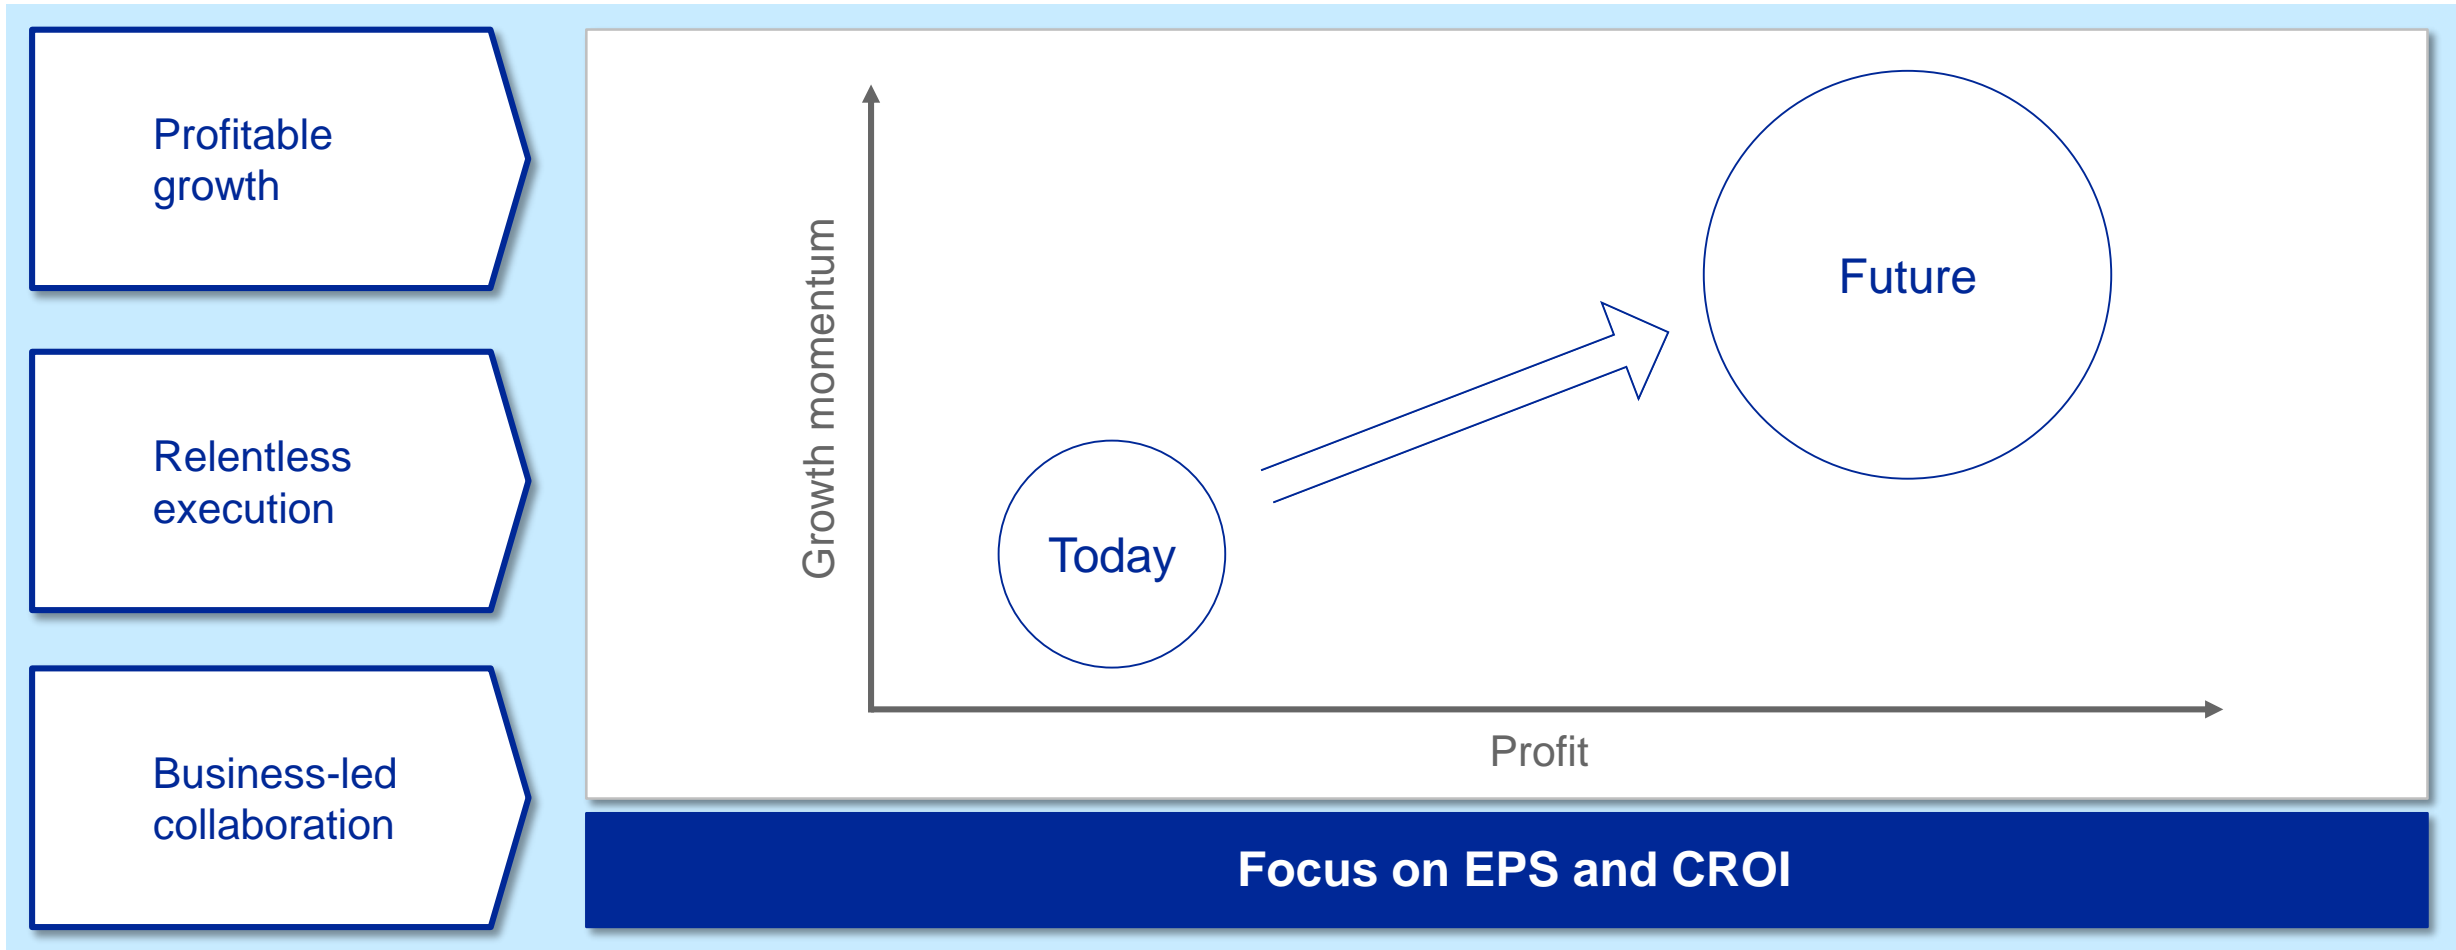 Profitable
growth
Relentless
execution
Business-led
collaboration
Growth momentum
Future
Today
Profit
Focus on EPS and CROI